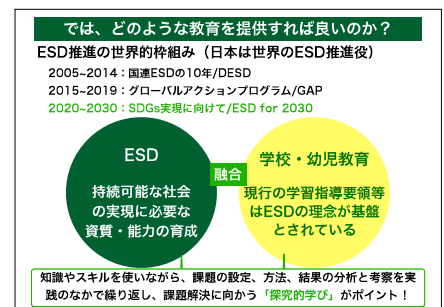 では、どのような教育を提供すれば良いのか？
ESD推進の世界的枠組み（日本は世界のESD推進役）
2005~2014：国連ESDの10年/DESD
2015~2019：グローバルアクションプログラム/GAP
2020~2030：SDGs実現に向けて/ESD for 2030
ESD
持続可能な社会
の実現に必要な
資質・能力の育成
融合
学校・幼児教育
現行の学習指導要領等
はESDの理念が基盤
とされている
知識やスキルを使いながら、課題の設定、方法、結果の分析と考察を実
践のなかで繰り返し、課題解決に向かう「探究的学び」がポイント！